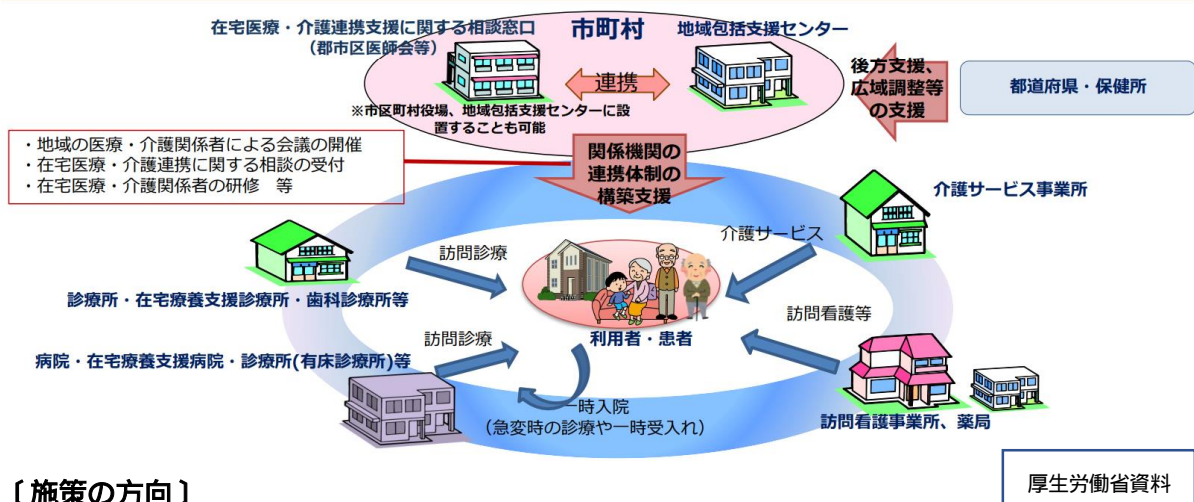 在宅医療・介護連携支援に関する相談窓口
（郡市区医師会等）
市町村
地域包括支援センター
連携
※市区町村役場、地域包括支援センターに設
置することも可能
後方支援、
広域調整等
の支援
都道府県・保健所
・地域の医療・介護関係者による会議の開催
・在宅医療・介護連携に関する相談の受付
・在宅医療・介護関係者の研修　等
関係機関の
連携体制の
構築支援
介護サービス事業所
介護サービス
訪問診療
診療所・在宅療養支援診療所・歯科診療所等
利用者・患者
訪問看護等
訪問診療
病院・在宅療養支援病院・診療所(有床診療所)等
一時入院
（急変時の診療や一時受入れ）
訪問看護事業所、薬局
厚生労働省資料
〔施策の方向〕